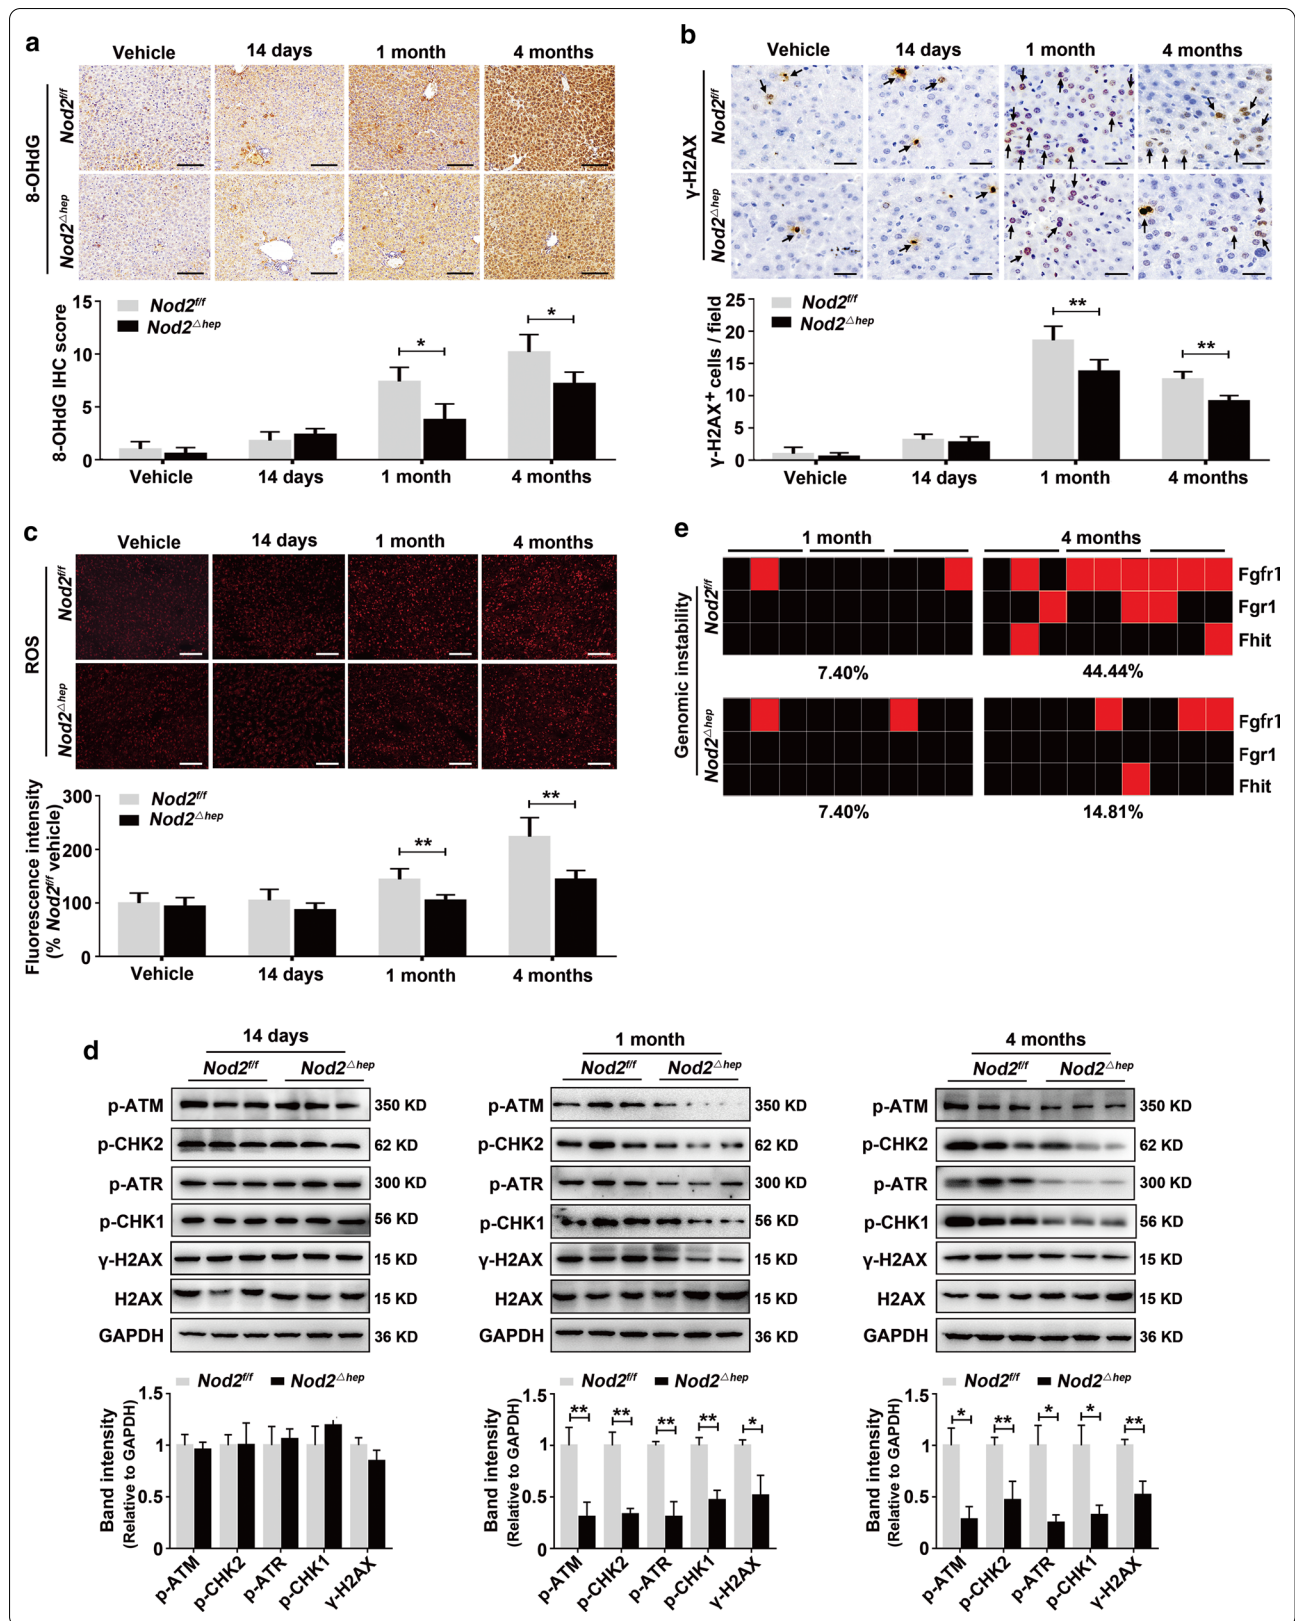 a
Vehicle 14 days 1 month 4 months
8-OHdG
Nod2f/f
Nod2△hep
15
10
5
0
8-OHdG IHC score
Nod2f/f
Nod2△hep
*
*
Vehicle 14 days 1 month 4 months
b
Vehicle 14 days 1 month 4 months
γ-H2AX
Nod2f/f
Nod2△hep
25
20
15
10
5
0
γ-H2AX+ cells / field
Nod2f/f
Nod2△hep
**
**
Vehicle 14 days 1 month 4 months
c
Vehicle 14 days 1 month 4 months
ROS
Nod2f/f
Nod2△hep
300
200
100
0
Fluorescence intensity
(% Nod2f/f vehicle)
Nod2f/f
Nod2△hep
**
**
Vehicle 14 days 1 month 4 months
e
1 month 4 months
Genomic instability
Nod2f/f
Fgfr1
Fgr1
Fhit
7.40% 44.44%
Nod2△hep
Fgfr1
Fgr1
Fhit
7.40% 14.81%
d
14 days
Nod2f/f Nod2△hep
p-ATM 350 KD
p-CHK2 62 KD
p-ATR 300 KD
p-CHK1 56 KD
γ-H2AX 15 KD
H2AX 15 KD
GAPDH 36 KD
Nod2f/f Nod2△hep
1.5
1
0.5
0
Band intensity
(Relative to GAPDH)
p-ATM p-CHK2 p-ATR p-CHK1 γ-H2AX
1 month
Nod2f/f Nod2△hep
p-ATM 350 KD
p-CHK2 62 KD
p-ATR 300 KD
p-CHK1 56 KD
γ-H2AX 15 KD
H2AX 15 KD
GAPDH 36 KD
Nod2f/f Nod2△hep
1.5
1
0.5
0
Band intensity
(Relative to GAPDH)
** ** ** ** *
p-ATM p-CHK2 p-ATR p-CHK1 γ-H2AX
4 months
Nod2f/f Nod2△hep
p-ATM 350 KD
p-CHK2 62 KD
p-ATR 300 KD
p-CHK1 56 KD
γ-H2AX 15 KD
H2AX 15 KD
GAPDH 36 KD
Nod2f/f Nod2△hep
1.5
1
0.5
0
Band intensity
(Relative to GAPDH)
* ** * * **
p-ATM p-CHK2 p-ATR p-CHK1 γ-H2AX